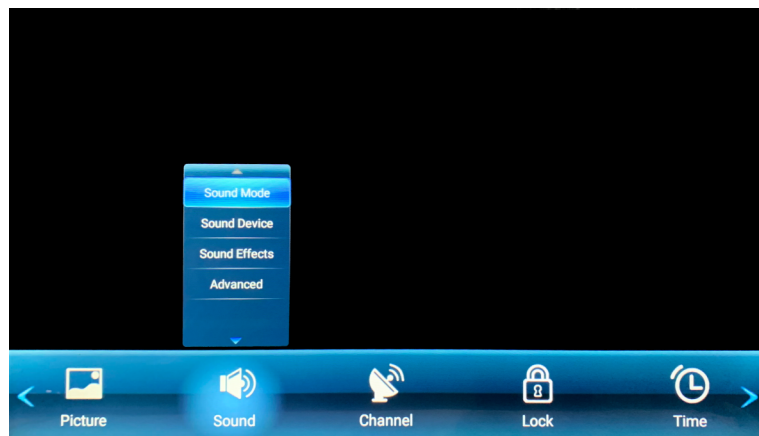 Sound Mode
Sound Device
Sound Effects
Advanced
Picture
Sound
Channel
Lock
Time